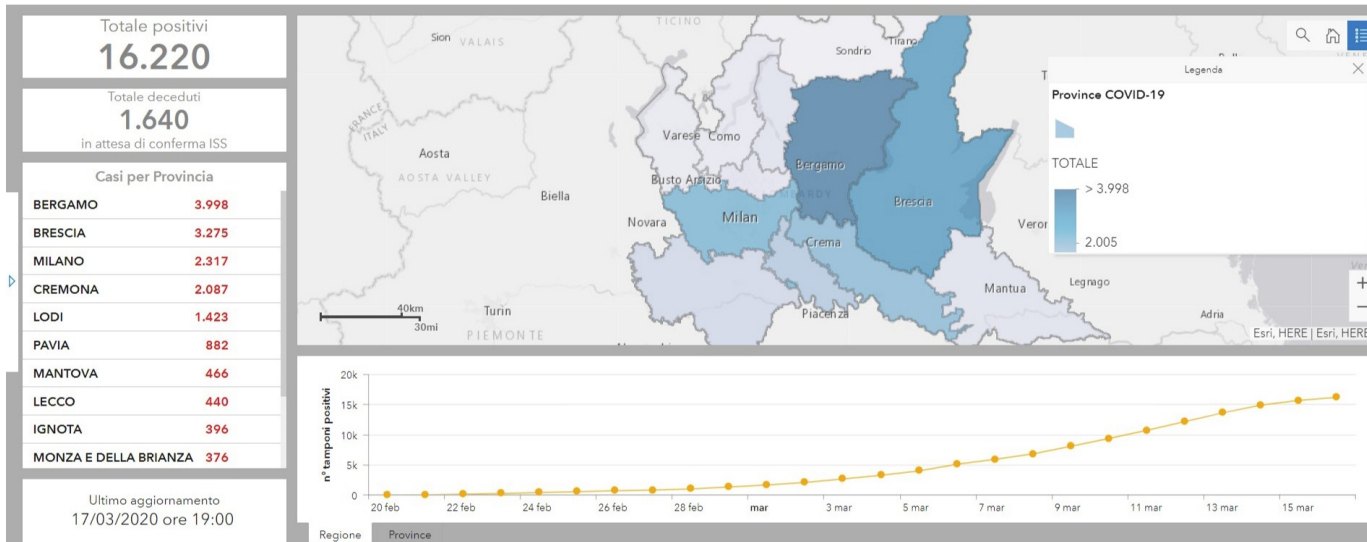 Totale positivi
16.220
Totale deceduti
1.640
in attesa di conferma ISS
Casi per Provincia
BERGAMO 3.998
BRESCIA 3.275
MILANO 2.317
CREMONA 2.087
LODI 1.423
PAVIA 882
MANTOVA 466
LECCO 440
IGNOTA 396
MONZA E DELLA BRIANZA 376
Ultimo aggiornamento
17/03/2020 ore 19:00
TICINO
Sion
VALAIS
Sondrio
Tirano
FRANCE
ITALY
Varese
Como
Aosta
AOSTA VALLEY
Bergamo
Busto Arsizio
Biella
Brescia
Novara
Milan
Crema
Mantua
Legnago
Turin
PIEMONTE
Piacenza
Adria
40km
30mi
Esri, HERE | Esri, HERE
Legenda
Province COVID-19
TOTALE
> 3.998
2.005
n° tamponi positivi
20k
15k
10k
5k
0
20 feb 22 feb 24 feb 26 feb 28 feb mar 3 mar 5 mar 7 mar 9 mar 11 mar 13 mar 15 mar
Regione Province